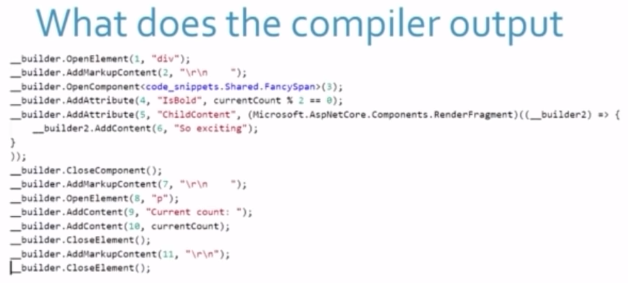 What does the compiler output
__builder.OpenElement(1, "div");
__builder.AddMarkupContent(2, "\r\n    ");
__builder.OpenComponent<code_snippets.Shared.FancySpan>(3);
__builder.AddAttribute(4, "IsBold", currentCount % 2 == 0);
__builder.AddAttribute(5, "ChildContent", (Microsoft.AspNetCore.Components.RenderFragment)((__builder2) => {
    __builder2.AddContent(6, "So exciting");
}
));
__builder.CloseComponent();
__builder.AddMarkupContent(7, "\r\n    ");
__builder.OpenElement(8, "p");
__builder.AddContent(9, "Current count: ");
__builder.AddContent(10, currentCount);
__builder.CloseElement();
__builder.AddMarkupContent(11, "\r\n");
__builder.CloseElement();